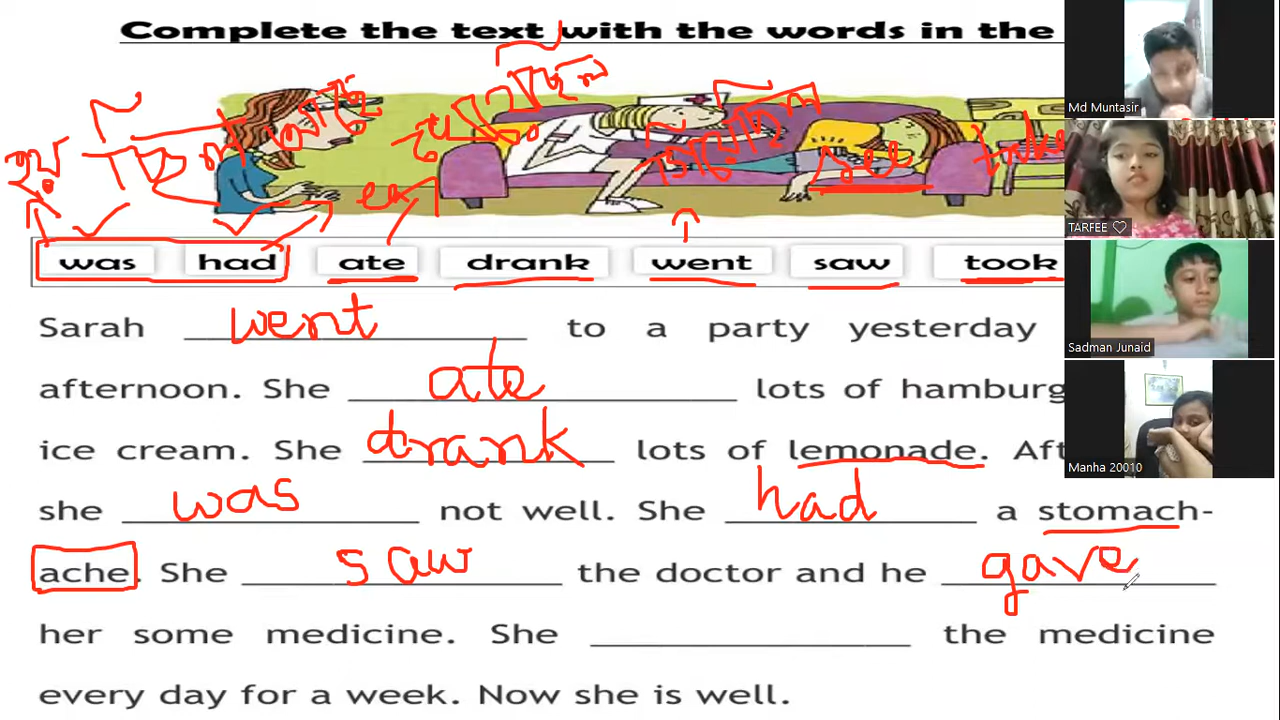 Complete the text with the words in the
Md Muntasir
TARFEE ♡
see
take
eat
was had ate drank went saw took
Sarah went to a party yesterday
Sadman Junaid
afternoon. She ate lots of hamburg
ice cream. She drank lots of lemonade. Aft
Manha 20010
she was not well. She had a stomach-
ache. She saw the doctor and he gave
her some medicine. She ____ the medicine
every day for a week. Now she is well.